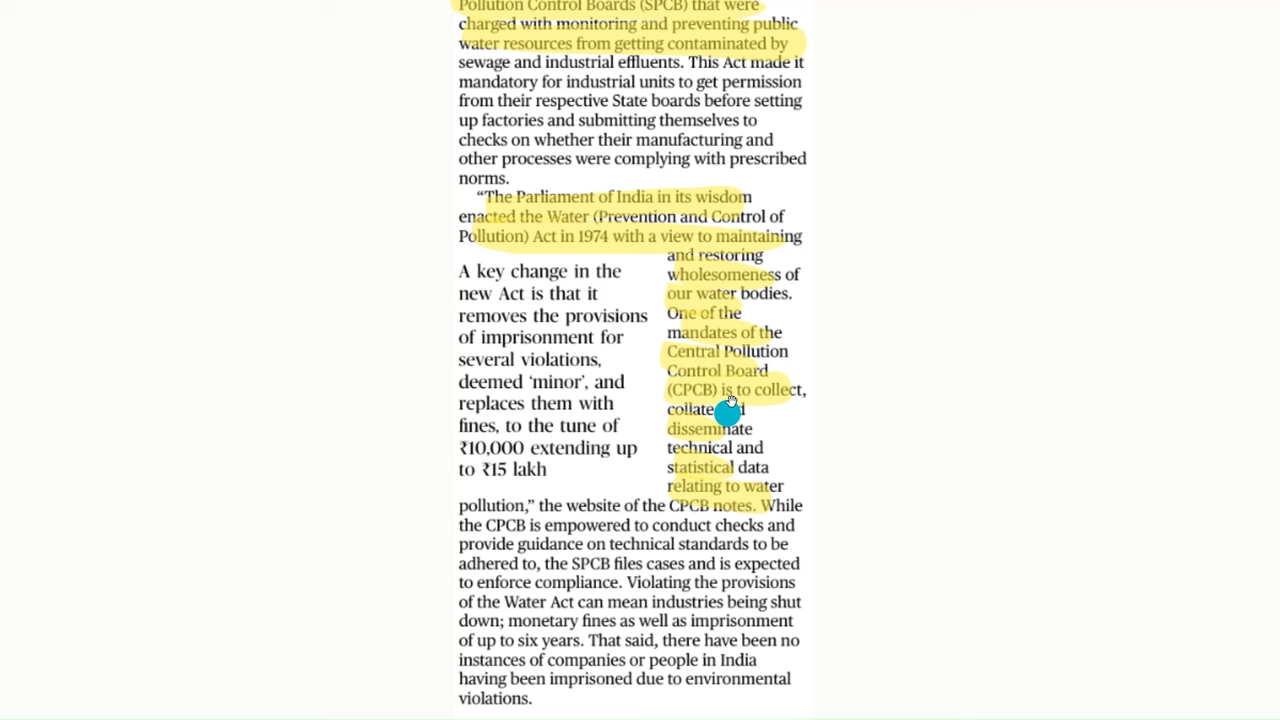 Pollution Control Boards (SPCB) that were
charged with monitoring and preventing public
water resources from getting contaminated by
sewage and industrial effluents. This Act made it
mandatory for industrial units to get permission
from their respective State boards before setting
up factories and submitting themselves to
checks on whether their manufacturing and
other processes were complying with prescribed
norms.
“The Parliament of India in its wisdom
enacted the Water (Prevention and Control of
Pollution) Act in 1974 with a view to maintaining
and restoring
wholesomeness of
our water bodies.
One of the
mandates of the
Central Pollution
Control Board
(CPCB) is to collect,
collate
disseminate
technical and
statistical data
relating to water
A key change in the
new Act is that it
removes the provisions
of imprisonment for
several violations,
deemed ‘minor’, and
replaces them with
fines, to the tune of
₹10,000 extending up
to ₹15 lakh
pollution,” the website of the CPCB notes. While
the CPCB is empowered to conduct checks and
provide guidance on technical standards to be
adhered to, the SPCB files cases and is expected
to enforce compliance. Violating the provisions
of the Water Act can mean industries being shut
down; monetary fines as well as imprisonment
of up to six years. That said, there have been no
instances of companies or people in India
having been imprisoned due to environmental
violations.